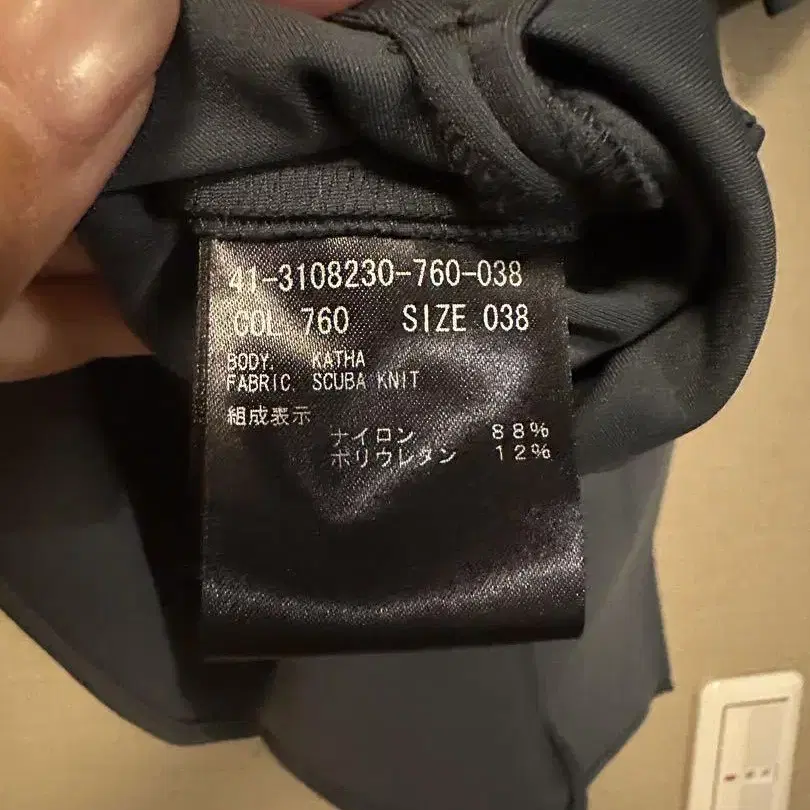 41-3108230-760-038
COL 760 SIZE 038
BODY. KATHA
FABRIC. SCUBA KNIT
組成表示
ナイロン 88%
ポリウレタン 12%